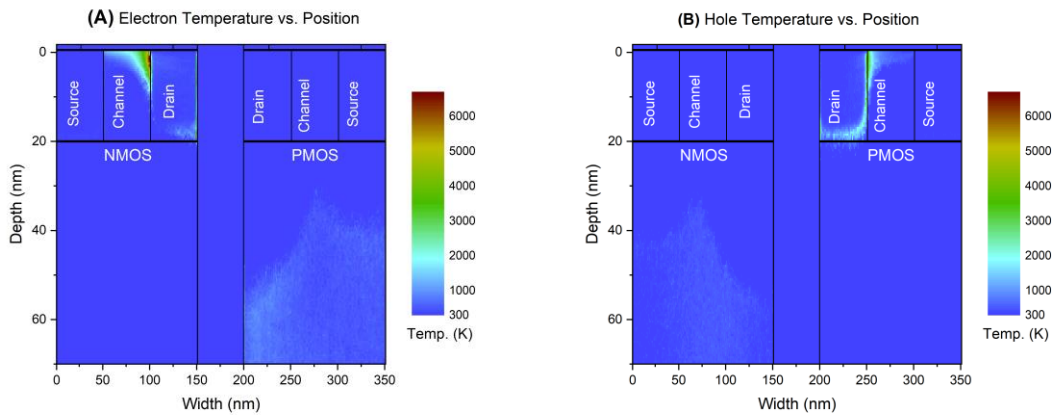 (A) Electron Temperature vs. Position
0
20
40
60
Depth (nm)
Source
Channel
Drain
NMOS
Drain
Channel
Source
PMOS
0 50 100 150 200 250 300 350
Width (nm)
6000
5000
4000
3000
2000
1000
300
Temp. (K)
(B) Hole Temperature vs. Position
0
20
40
60
Depth (nm)
Source
Channel
Drain
NMOS
Drain
Channel
Source
PMOS
0 50 100 150 200 250 300 350
Width (nm)
6000
5000
4000
3000
2000
1000
300
Temp. (K)